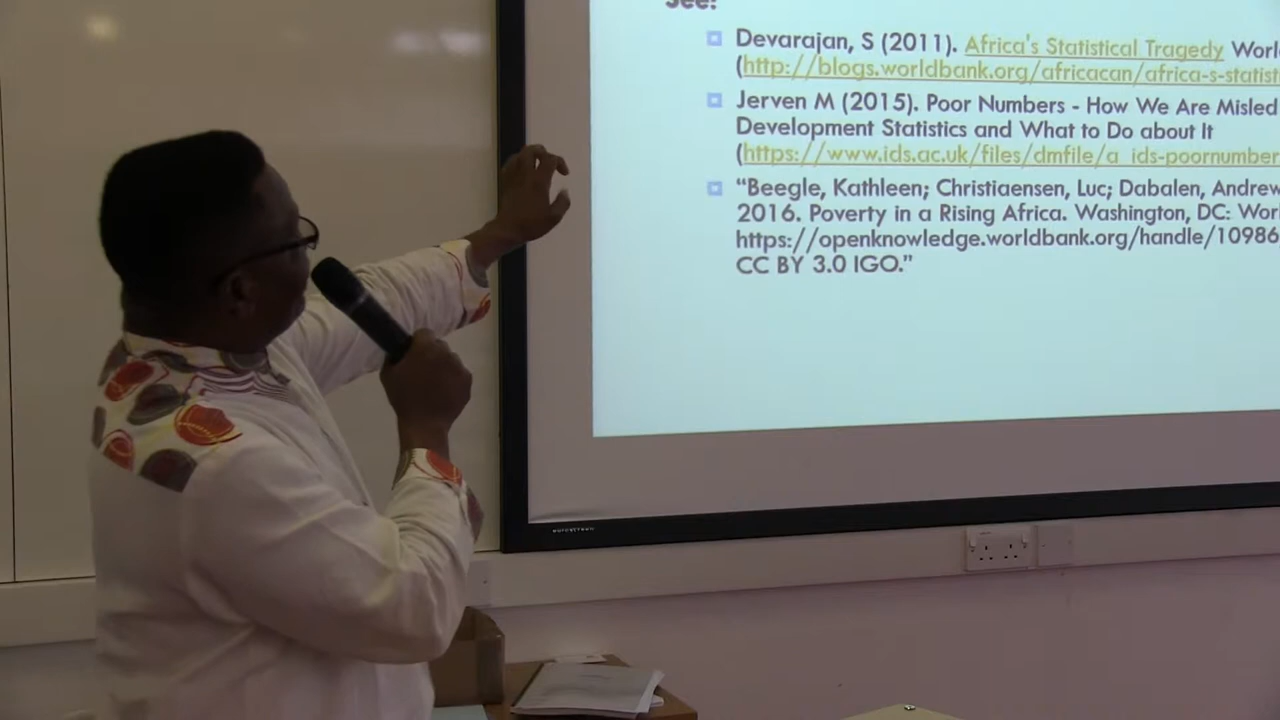 See:
Devarajan, S (2011). Africa's Statistical Tragedy Worl
(http://blogs.worldbank.org/africacan/africa-s-statist
Jerven M (2015). Poor Numbers - How We Are Misled
Development Statistics and What to Do about It
(https://www.ids.ac.uk/files/dmfile/a_ids-poornumber
“Beegle, Kathleen; Christiaensen, Luc; Dabalen, Andrew
2016. Poverty in a Rising Africa. Washington, DC: Worl
https://openknowledge.worldbank.org/handle/10986
CC BY 3.0 IGO.”